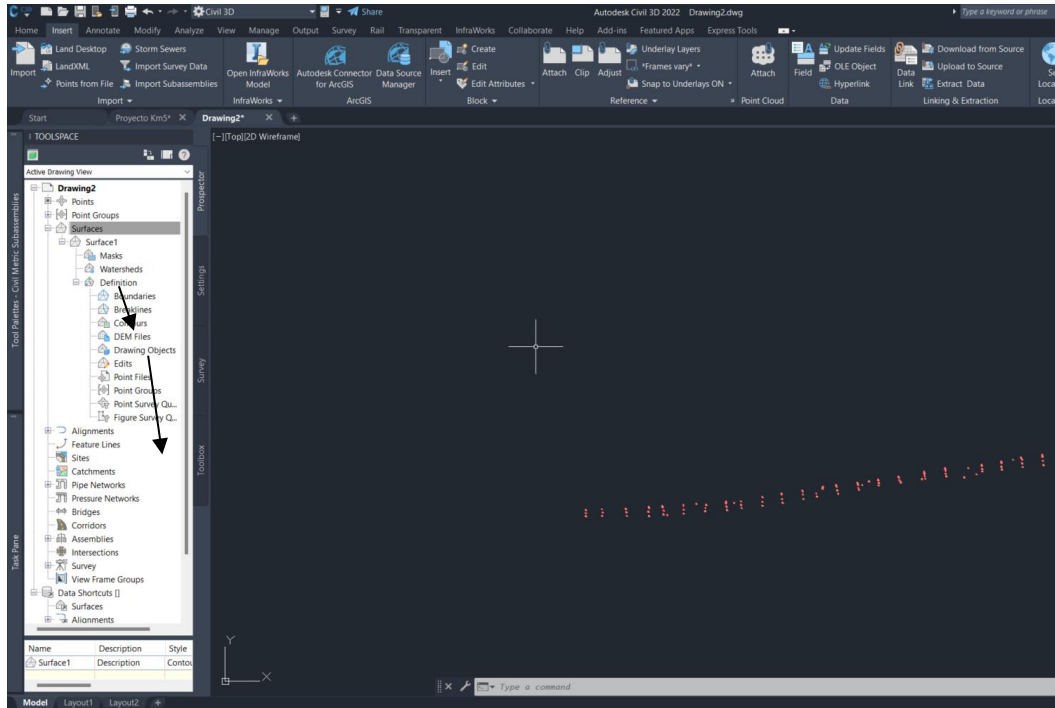 Civil 3D Share Autodesk Civil 3D 2022 Drawing2.dwg Type a keyword or phrase
Home Insert Annotate Modify Analyze View Manage Output Survey Rail Transparent InfraWorks Collaborate Help Add-ins Featured Apps Express Tools
Import
Land Desktop Storm Sewers
LandXML Import Survey Data
Points from File Import Subassemblies
Import
Open InfraWorks Model
InfraWorks
Autodesk Connector for ArcGIS
Data Source Manager
ArcGIS
Insert
Create
Edit
Edit Attributes
Block
Attach Clip Adjust
Underlay Layers
*Frames vary*
Snap to Underlays ON
Reference
Attach
Point Cloud
Field
Update Fields
OLE Object
Hyperlink
Data
Data Link
Download from Source
Upload to Source
Extract Data
Linking & Extraction
Loca
Start Proyecto Km5* Drawing2*
TOOLSPACE
[−][Top][2D Wireframe]
Active Drawing View
Drawing2
Points
Point Groups
Surfaces
Surface1
Masks
Watersheds
Definition
Boundaries
Breaklines
Contours
DEM Files
Drawing Objects
Edits
Point Files
Point Groups
Point Survey Qu...
Figure Survey Q...
Alignments
Feature Lines
Sites
Catchments
Pipe Networks
Pressure Networks
Bridges
Corridors
Assemblies
Intersections
Survey
View Frame Groups
Data Shortcuts []
Surfaces
Alignments
Prospector
Settings
Survey
Toolbox
Tool Palettes - Civil Metric Subassemblies
Task Pane
Name Description Style
Surface1 Description Contou
Y
X
Type a command
Model Layout1 Layout2 +